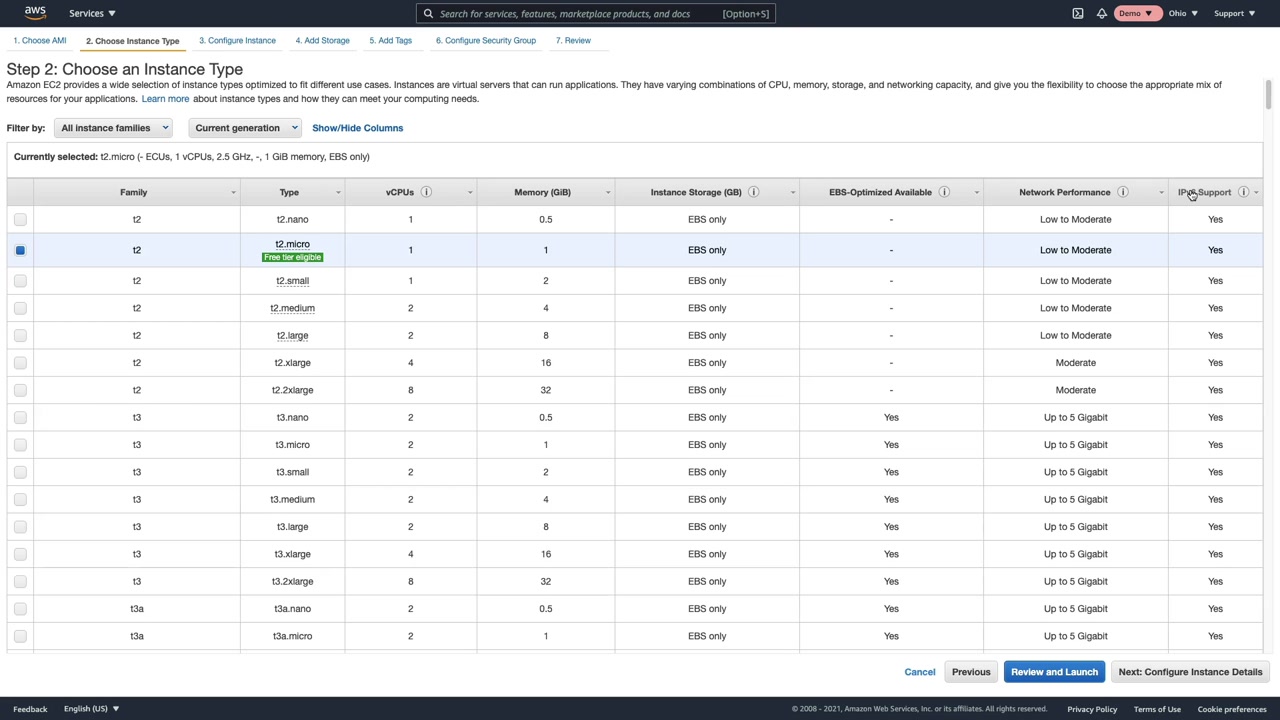 aws Services Search for services, features, marketplace products, and docs [Option+S] Demo Ohio Support
1. Choose AMI 2. Choose Instance Type 3. Configure Instance 4. Add Storage 5. Add Tags 6. Configure Security Group 7. Review
Step 2: Choose an Instance Type
Amazon EC2 provides a wide selection of instance types optimized to fit different use cases. Instances are virtual servers that can run applications. They have varying combinations of CPU, memory, storage, and networking capacity, and give you the flexibility to choose the appropriate mix of
resources for your applications. Learn more about instance types and how they can meet your computing needs.
Filter by: All instance families Current generation Show/Hide Columns
Currently selected: t2.micro (- ECUs, 1 vCPUs, 2.5 GHz, -, 1 GiB memory, EBS only)
Family Type vCPUs Memory (GiB) Instance Storage (GB) EBS-Optimized Available Network Performance IPv6 Support
t2 t2.nano 1 0.5 EBS only - Low to Moderate Yes
t2 t2.micro 1 1 EBS only - Low to Moderate Yes
Free tier eligible
t2 t2.small 1 2 EBS only - Low to Moderate Yes
t2 t2.medium 2 4 EBS only - Low to Moderate Yes
t2 t2.large 2 8 EBS only - Low to Moderate Yes
t2 t2.xlarge 4 16 EBS only - Moderate Yes
t2 t2.2xlarge 8 32 EBS only - Moderate Yes
t3 t3.nano 2 0.5 EBS only Yes Up to 5 Gigabit Yes
t3 t3.micro 2 1 EBS only Yes Up to 5 Gigabit Yes
t3 t3.small 2 2 EBS only Yes Up to 5 Gigabit Yes
t3 t3.medium 2 4 EBS only Yes Up to 5 Gigabit Yes
t3 t3.large 2 8 EBS only Yes Up to 5 Gigabit Yes
t3 t3.xlarge 4 16 EBS only Yes Up to 5 Gigabit Yes
t3 t3.2xlarge 8 32 EBS only Yes Up to 5 Gigabit Yes
t3a t3a.nano 2 0.5 EBS only Yes Up to 5 Gigabit Yes
t3a t3a.micro 2 1 EBS only Yes Up to 5 Gigabit Yes
Cancel Previous Review and Launch Next: Configure Instance Details
Feedback English (US) © 2008 - 2021, Amazon Web Services, Inc. or its affiliates. All rights reserved. Privacy Policy Terms of Use Cookie preferences